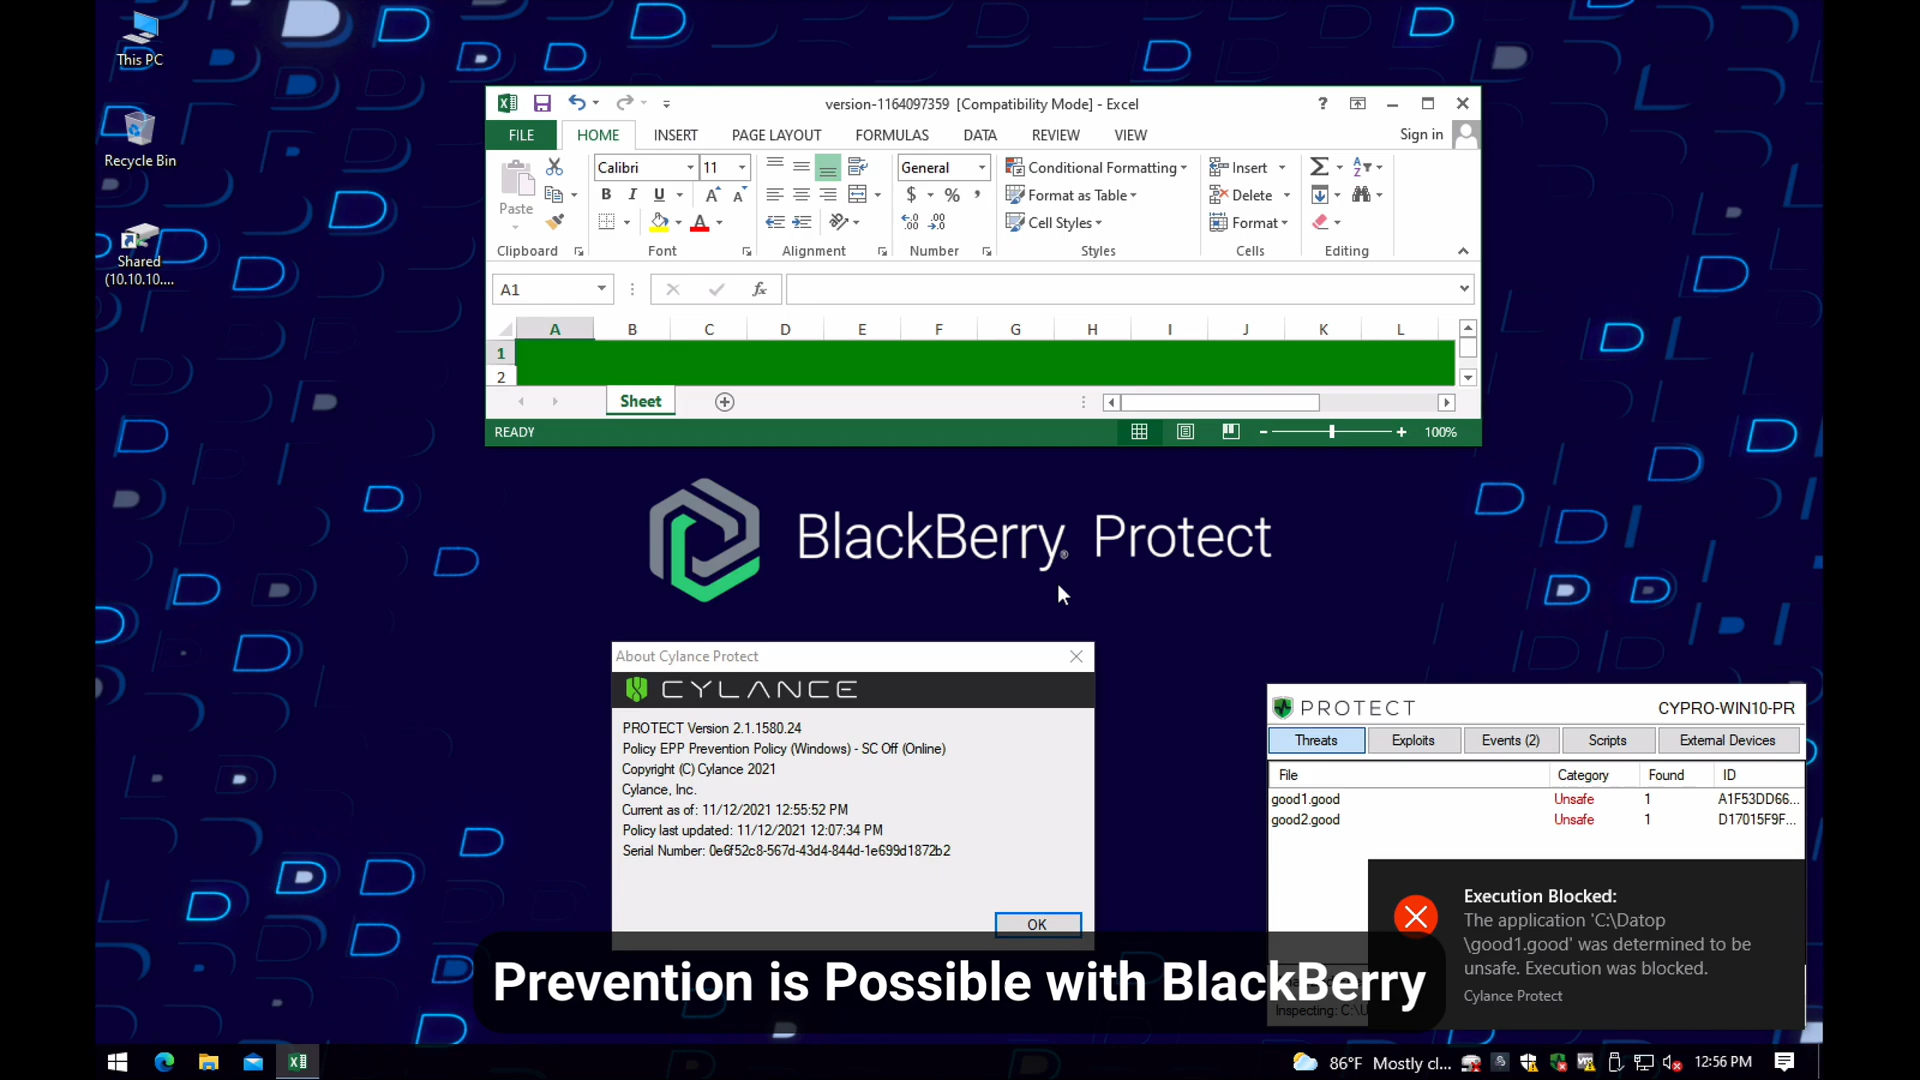 This PC
Recycle Bin
Shared
(10.10.10....
version-1164097359 [Compatibility Mode] - Excel
FILE HOME INSERT PAGE LAYOUT FORMULAS DATA REVIEW VIEW Sign in
Calibri 11 General
Paste
B I U
Conditional Formatting
Format as Table
Cell Styles
Insert
Delete
Format
Clipboard Font Alignment Number Styles Cells Editing
A1
fx
A B C D E F G H I J K L
1
2
Sheet
READY 100%
BlackBerry® Protect
About Cylance Protect
CYLANCE
PROTECT Version 2.1.1580.24
Policy EPP Prevention Policy (Windows) - SC Off (Online)
Copyright (C) Cylance 2021
Cylance, Inc.
Current as of: 11/12/2021 12:55:52 PM
Policy last updated: 11/12/2021 12:07:34 PM
Serial Number: 0e6f52c8-567d-43d4-844d-1e699d1872b2
OK
PROTECT CYPRO-WIN10-PR
Threats Exploits Events (2) Scripts External Devices
File Category Found ID
good1.good Unsafe 1 A1F53DD66...
good2.good Unsafe 1 D17015F9F...
Execution Blocked:
The application 'C:\Datop
\good1.good' was determined to be
unsafe. Execution was blocked.
Cylance Protect
Inspecting: C:\U
Prevention is Possible with BlackBerry
86°F Mostly cl... 12:56 PM